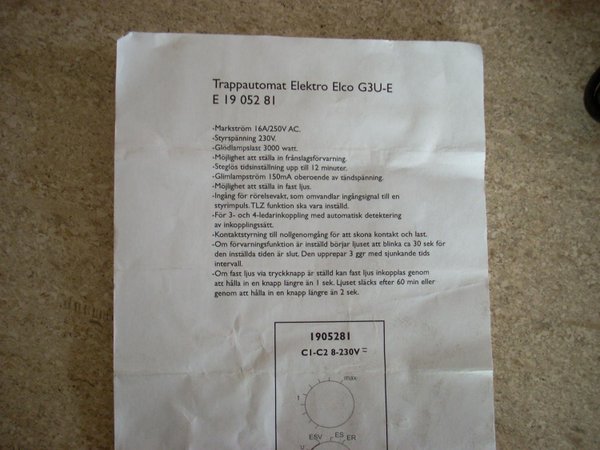 Trappautomat Elektro Elco G3U-E
E 19 052 81
-Markström 16A/250V AC.
-Styrspänning 230V.
-Glödlampslast 3000 watt.
-Möjlighet att ställa in frånslagsförvarning.
-Steglös tidsinställning upp till 12 minuter.
-Glimlampström 150mA oberoende av tändspänning.
-Möjlighet att ställa in fast ljus.
-Ingång för rörelsevakt, som omvandlar ingångsignal till en
styrimpuls. TLZ funktion ska vara inställd.
-För 3- och 4-ledarinkoppling med automatisk detektering
av inkopplingssätt.
-Kontaktstyrning till nollgenomgång för att skona kontakt och last.
-Om förvarningsfunktion är inställd börjar ljuset att blinka ca 30 sek för
den inställda tiden är slut. Den upprepar 3 ggr med sjunkande tids
intervall.
-Om fast ljus via tryckknapp är ställd kan fast ljus inkopplas genom
att hålla in en knapp längre än 1 sek. Ljuset släcks efter 60 min eller
genom att hålla in en knapp längre än 2 sek.
1905281
C1-C2 8-230V
max
t
ESV ES ER